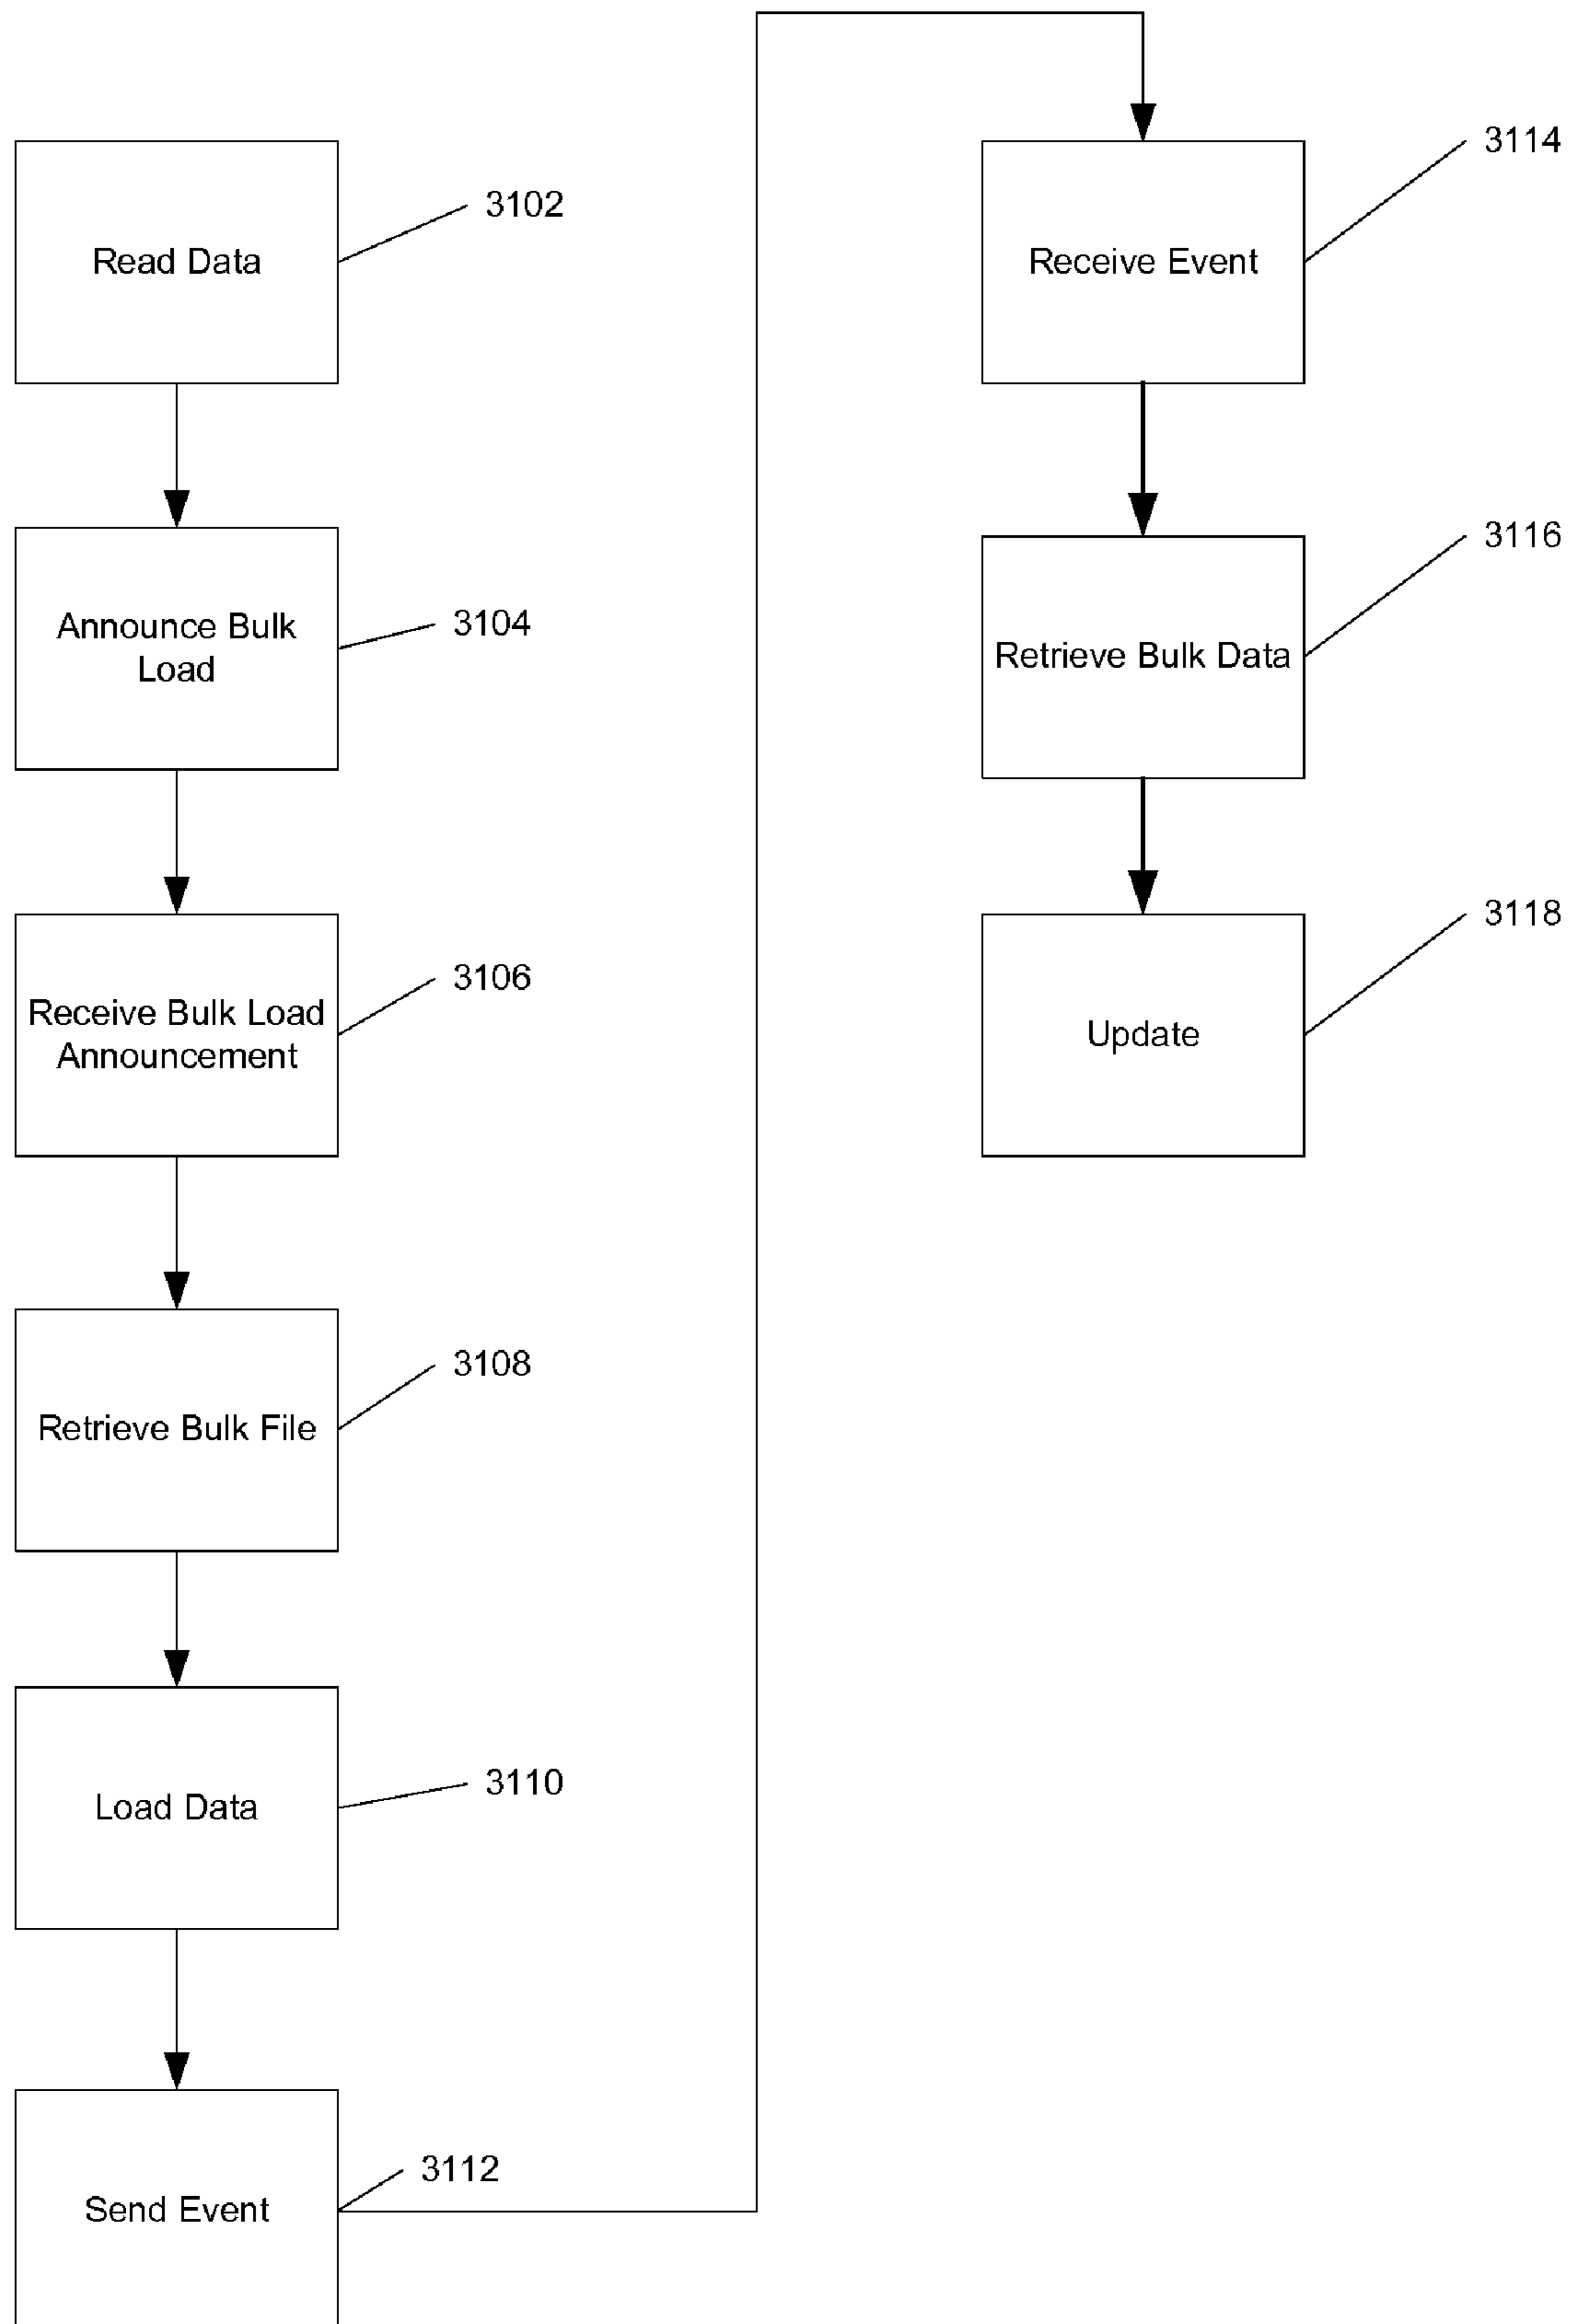 Read Data
3102
Announce Bulk
Load
3104
Receive Bulk Load
Announcement
3106
Retrieve Bulk File
3108
Load Data
3110
Send Event
3112
Receive Event
3114
Retrieve Bulk Data
3116
Update
3118